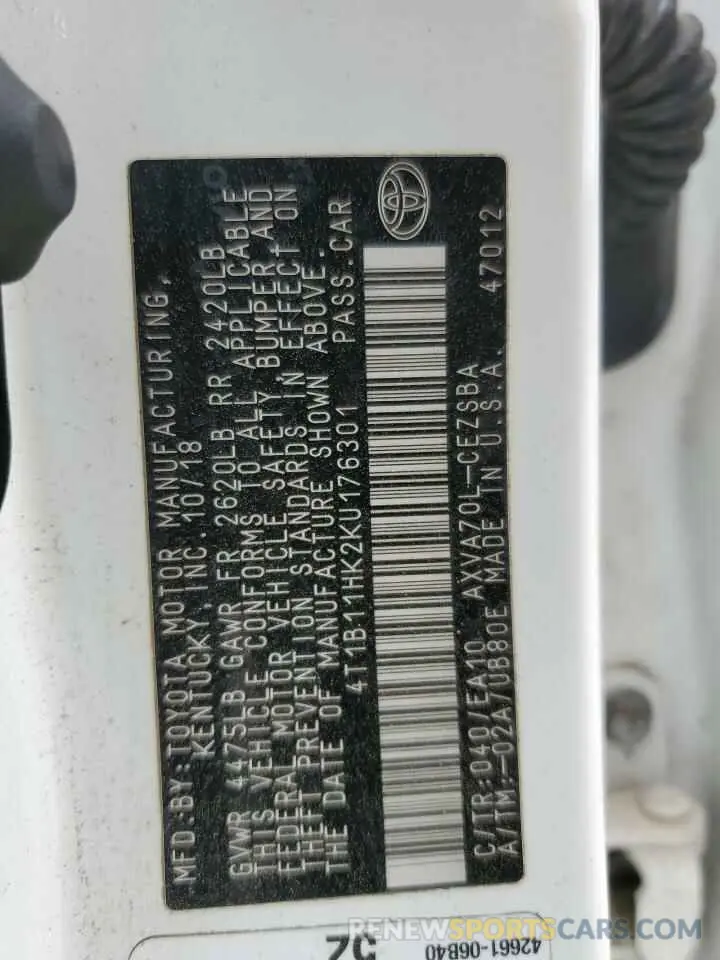 MFD.BY:TOYOTA MOTOR MANUFACTURING,
KENTUCKY,INC.10/18
GVWR 4475LB GAWR FR 2620LB RR 2420LB
THIS VEHICLE CONFORMS TO ALL APPLICABLE
FEDERAL MOTOR VEHICLE SAFETY, BUMPER, AND
THEFT PREVENTION STANDARDS IN EFFECT ON
THE DATE OF MANUFACTURE SHOWN ABOVE.
4T1B11HK2KU176301 PASS.CAR
C/TR:040/EA10 AXVA70L-CEZSBA
A/TM:-02A/UB80E MADE IN U.S.A. 47012
42661-06B40
RENEWSPORTSCARS.COM